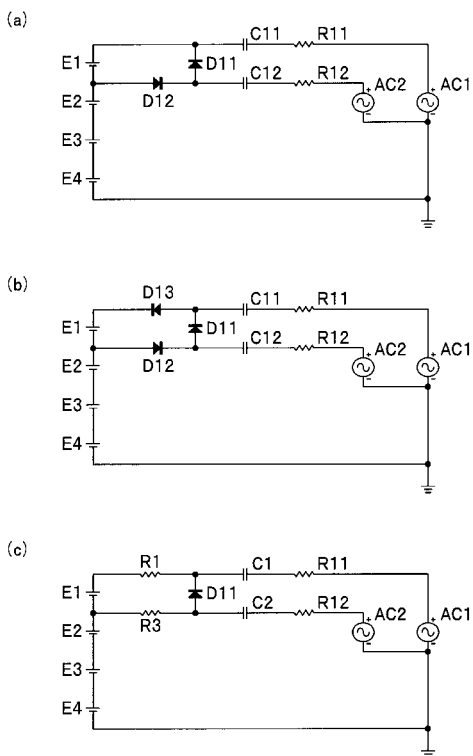 (a)
C11 R11
E1 D11
C12 R12
D12 AC2 AC1
E2
E3
E4
(b)
D13 C11 R11
E1 D11
C12 R12
D12 AC2 AC1
E2
E3
E4
(c)
R1 C1 R11
E1 D11
C2 R12
R3 AC2 AC1
E2
E3
E4